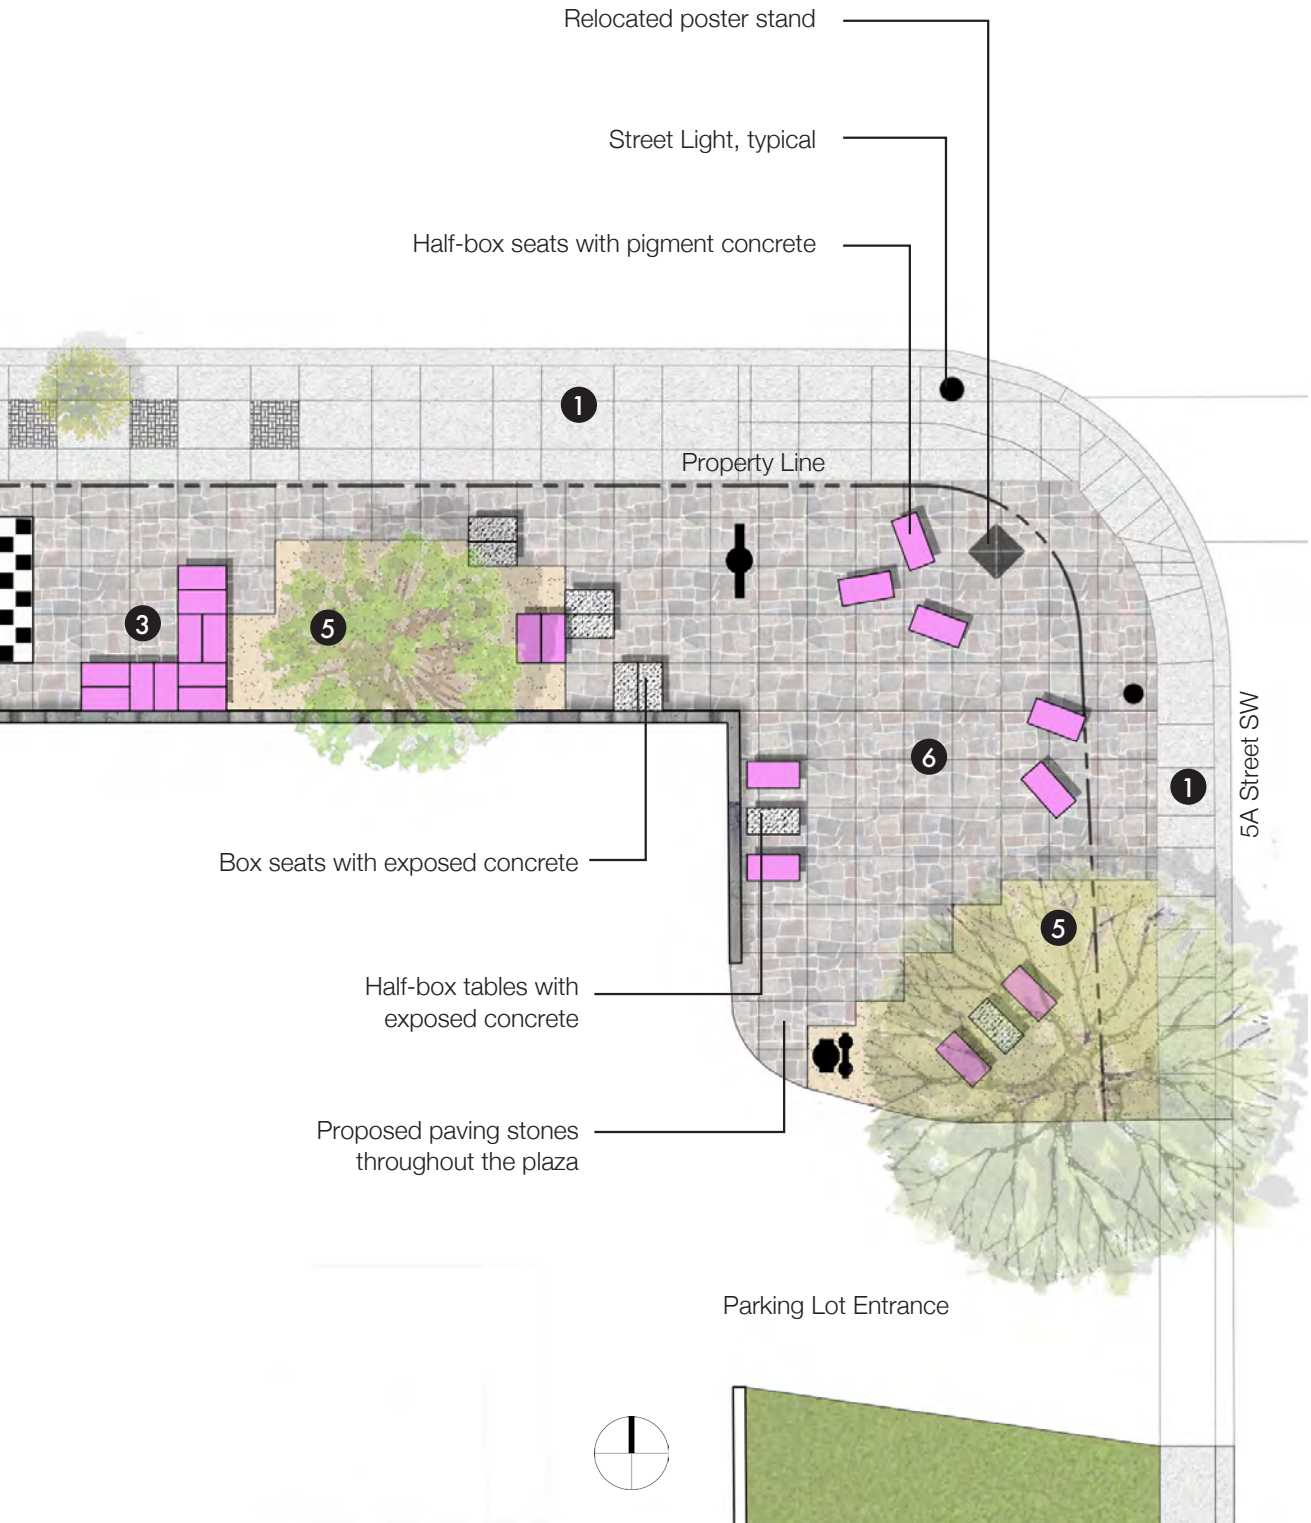 Relocated poster stand
Street Light, typical
Half-box seats with pigment concrete
1
Property Line
3
5
6
1
5A Street SW
Box seats with exposed concrete
5
Half-box tables with
exposed concrete
Proposed paving stones
throughout the plaza
Parking Lot Entrance